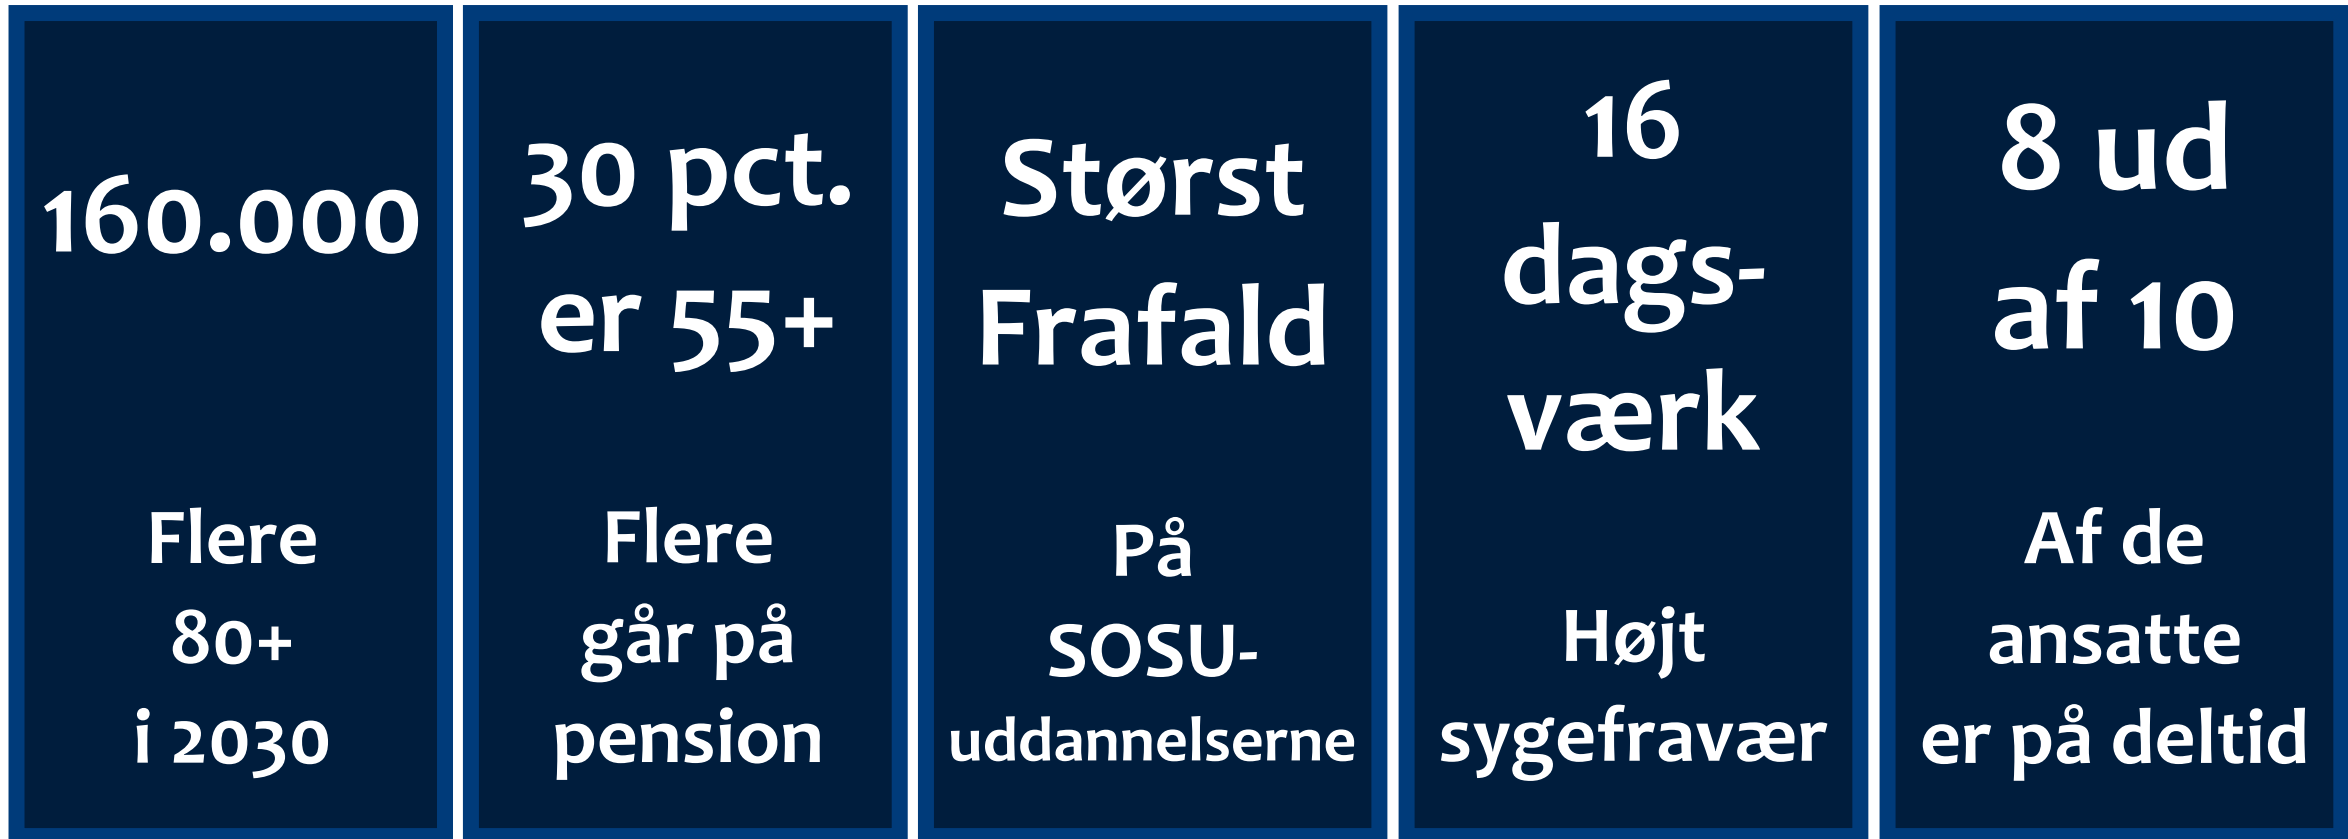 160.000
Flere
80+
i 2030
30 pct.
er 55+
Flere
går på
pension
Størst
Frafald
På
SOSU-
uddannelserne
16
dags-
værk
Højt
sygefravær
8 ud
af 10
Af de
ansatte
er på deltid